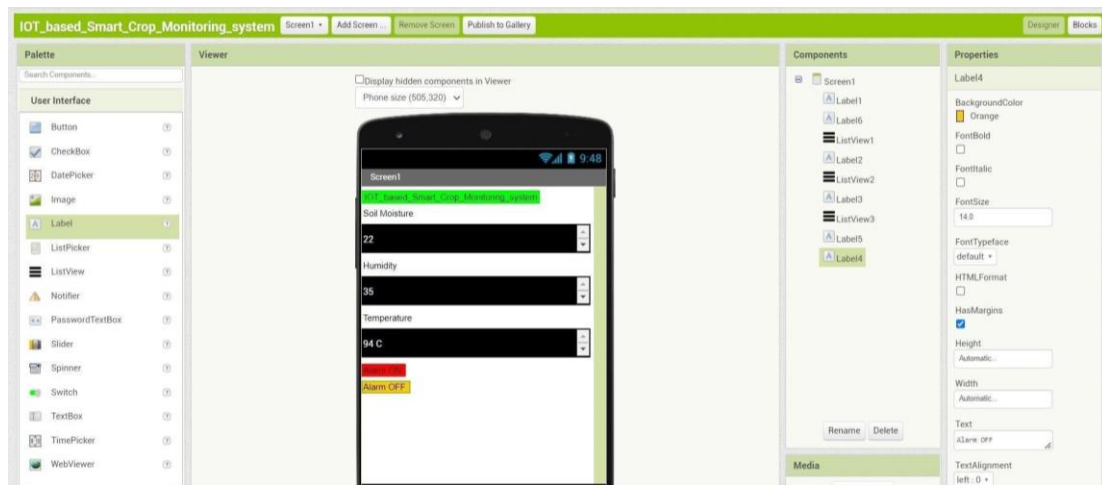 IOT_based_Smart_Crop_Monitoring_system Screen1 Add Screen ... Remove Screen Publish to Gallery Designer Blocks
Palette
Search Components...
User Interface
Button
CheckBox
DatePicker
Image
Label
ListPicker
ListView
Notifier
PasswordTextBox
Slider
Spinner
Switch
TextBox
TimePicker
WebViewer
Viewer
Display hidden components in Viewer
Phone size (505,320)
9:48
Screen1
IOT_based_Smart_Crop_Monitoring_system
Soil Moisture
22
Humidity
35
Temperature
94 C
Alarm ON
Alarm OFF
Components
Screen1
Label1
Label6
ListView1
Label2
ListView2
Label3
ListView3
Label5
Label4
Rename Delete
Media
Properties
Label4
BackgroundColor
Orange
FontBold
FontItalic
FontSize
14.0
FontTypeface
default
HTMLFormat
HasMargins
Height
Automatic...
Width
Automatic...
Text
Alarm OFF
TextAlignment
left : 0